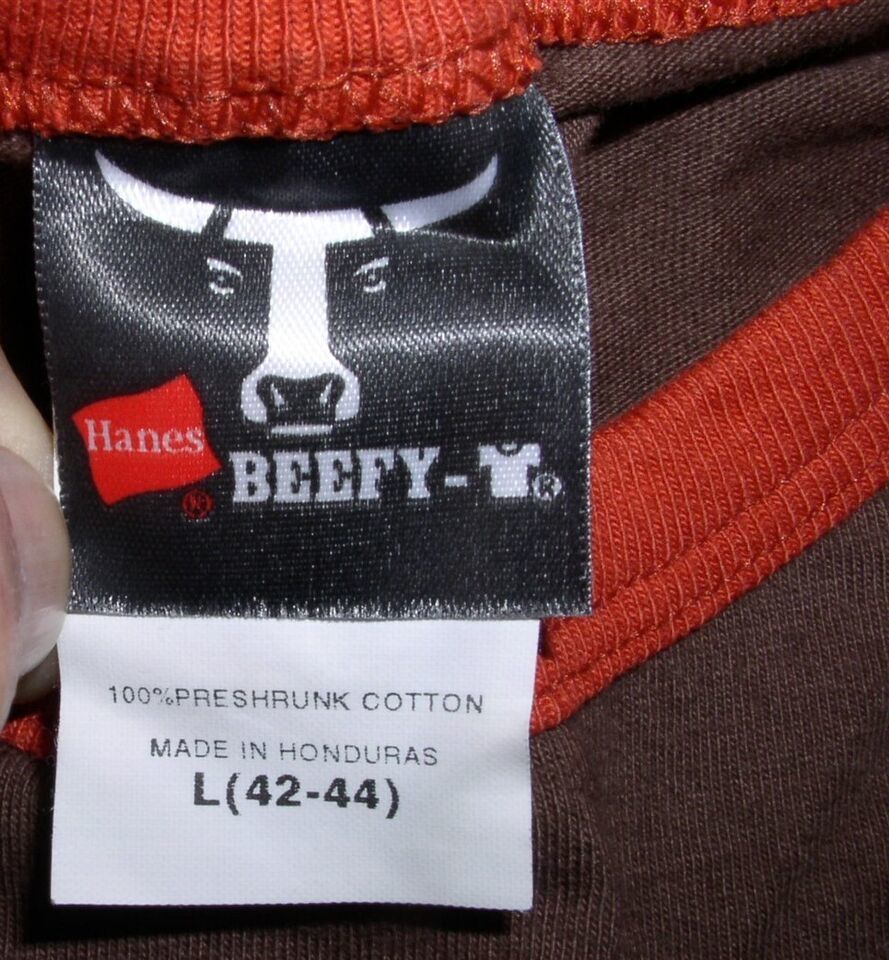 Hanes®
BEEFY-®
100%PRESHRUNK COTTON
MADE IN HONDURAS
L(42-44)